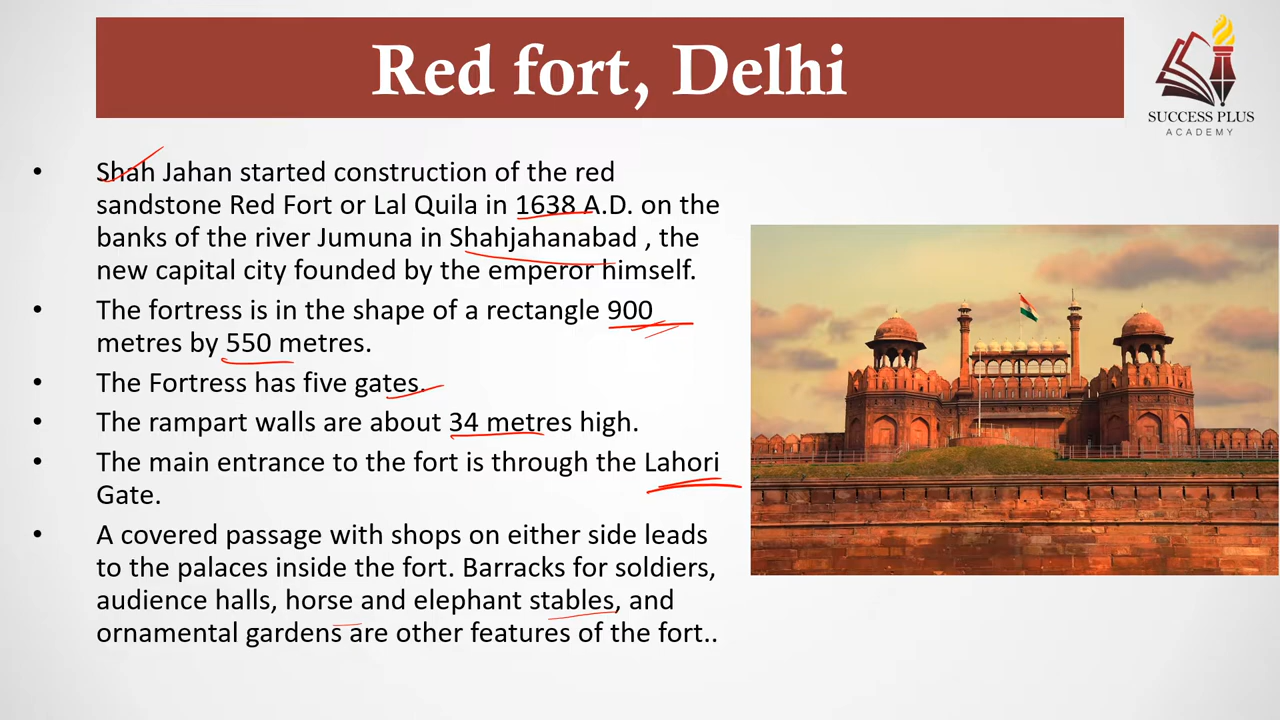 Red fort, Delhi
SUCCESS PLUS
ACADEMY
• Shah Jahan started construction of the red
sandstone Red Fort or Lal Quila in 1638 A.D. on the
banks of the river Jumuna in Shahjahanabad , the
new capital city founded by the emperor himself.
• The fortress is in the shape of a rectangle 900
metres by 550 metres.
• The Fortress has five gates.
• The rampart walls are about 34 metres high.
• The main entrance to the fort is through the Lahori
Gate.
• A covered passage with shops on either side leads
to the palaces inside the fort. Barracks for soldiers,
audience halls, horse and elephant stables, and
ornamental gardens are other features of the fort..